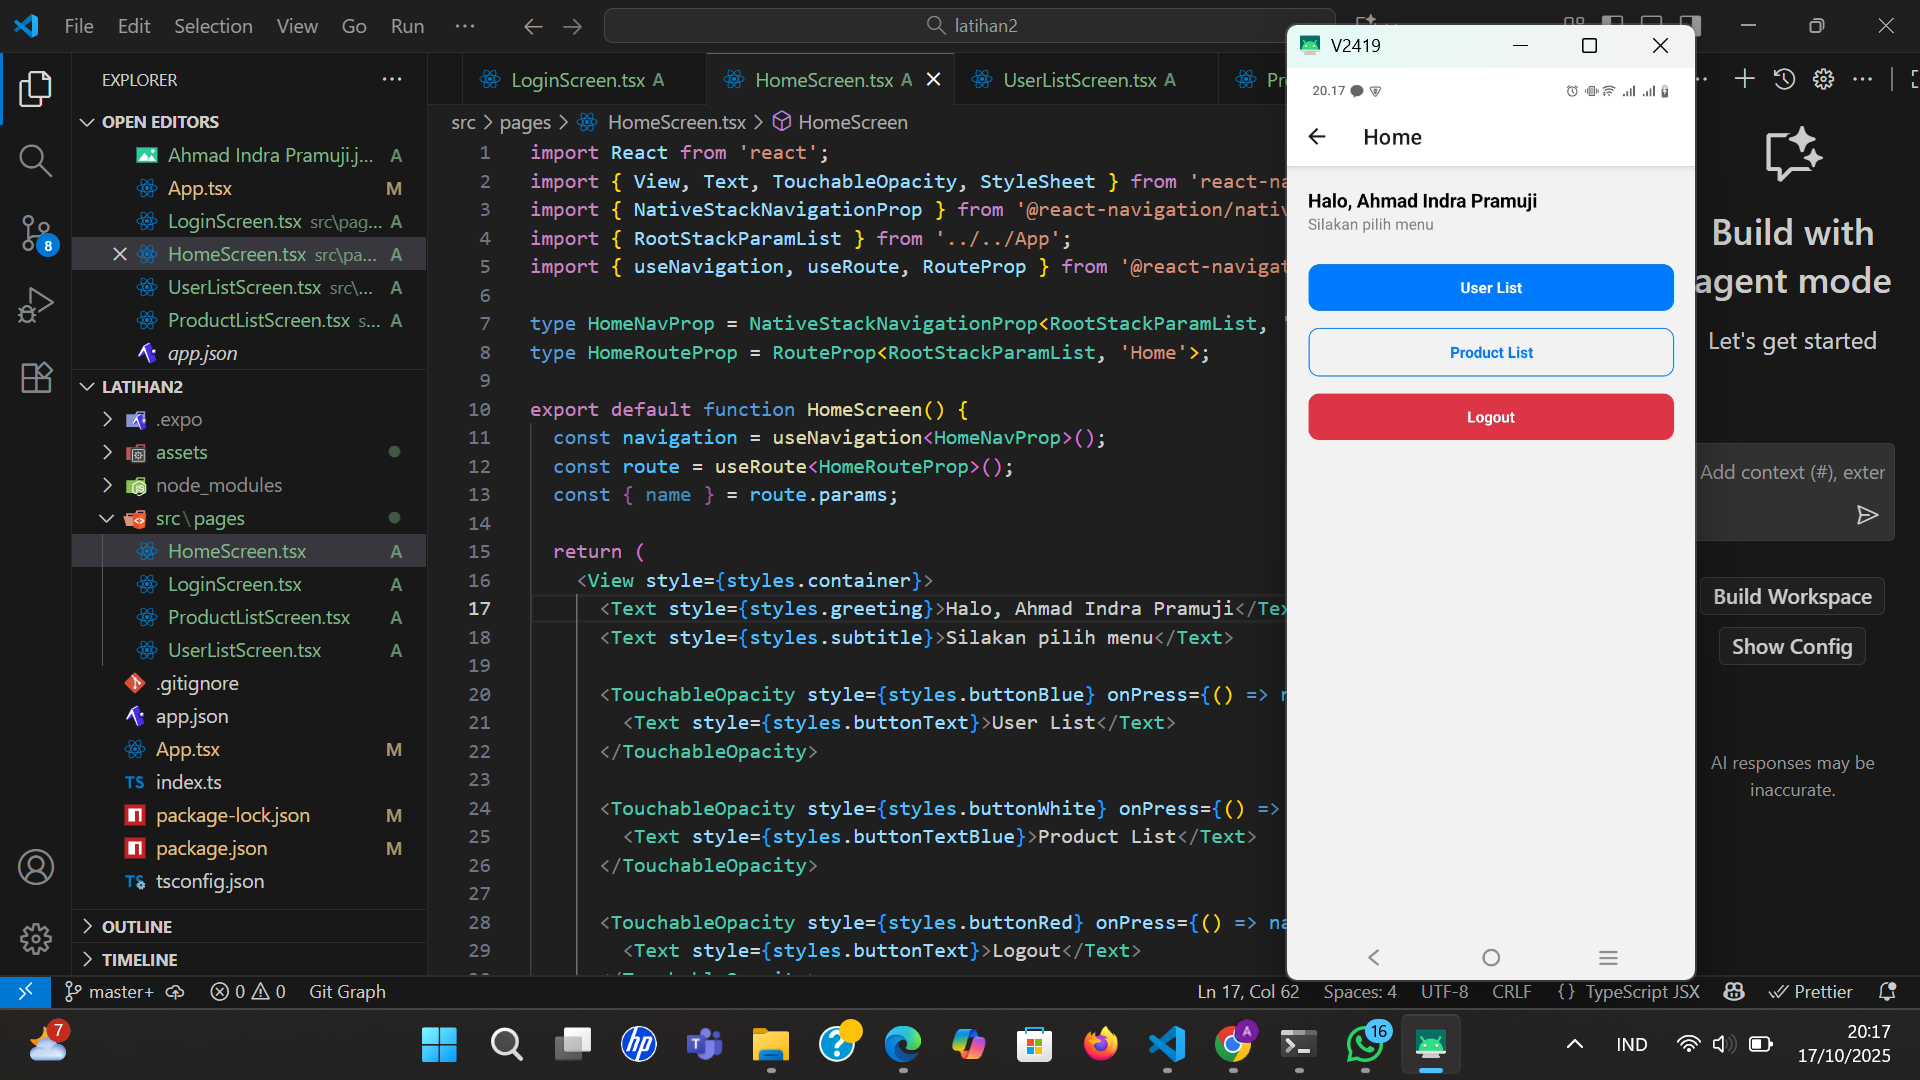 File Edit Selection View Go Run ···
latihan2
EXPLORER
OPEN EDITORS
Ahmad Indra Pramuji.j... A
App.tsx M
LoginScreen.tsx src\pag... A
HomeScreen.tsx src\pa... A
UserListScreen.tsx src\... A
ProductListScreen.tsx s... A
app.json
LATIHAN2
.expo
assets
node_modules
src\pages
HomeScreen.tsx A
LoginScreen.tsx A
ProductListScreen.tsx A
UserListScreen.tsx A
.gitignore
app.json
App.tsx M
index.ts
package-lock.json M
package.json M
tsconfig.json
OUTLINE
TIMELINE
8
LoginScreen.tsx A
HomeScreen.tsx A
UserListScreen.tsx A
Pr
src > pages > HomeScreen.tsx > HomeScreen
1 import React from 'react';
2 import { View, Text, TouchableOpacity, StyleSheet } from 'react-na
3 import { NativeStackNavigationProp } from '@react-navigation/nativ
4 import { RootStackParamList } from '../../App';
5 import { useNavigation, useRoute, RouteProp } from '@react-navigat
6
7 type HomeNavProp = NativeStackNavigationProp<RootStackParamList, '
8 type HomeRouteProp = RouteProp<RootStackParamList, 'Home'>;
9
10 export default function HomeScreen() {
11 const navigation = useNavigation<HomeNavProp>();
12 const route = useRoute<HomeRouteProp>();
13 const { name } = route.params;
14
15 return (
16 <View style={styles.container}>
17 <Text style={styles.greeting}>Halo, Ahmad Indra Pramuji</Tex
18 <Text style={styles.subtitle}>Silakan pilih menu</Text>
19
20 <TouchableOpacity style={styles.buttonBlue} onPress={() => n
21 <Text style={styles.buttonText}>User List</Text>
22 </TouchableOpacity>
23
24 <TouchableOpacity style={styles.buttonWhite} onPress={() =>
25 <Text style={styles.buttonTextBlue}>Product List</Text>
26 </TouchableOpacity>
27
28 <TouchableOpacity style={styles.buttonRed} onPress={() => na
29 <Text style={styles.buttonText}>Logout</Text>
V2419
20.17
Home
Halo, Ahmad Indra Pramuji
Silakan pilih menu
User List
Product List
Logout
Build with
agent mode
Let's get started
Add context (#), exter
Build Workspace
Show Config
AI responses may be
inaccurate.
master+ 0 0 Git Graph
Ln 17, Col 62 Spaces: 4 UTF-8 CRLF {} TypeScript JSX Prettier
7
hp
A
16
IND
20:17
17/10/2025